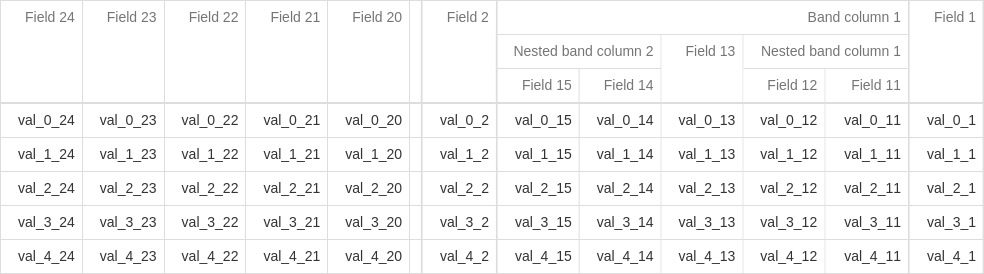 Field 24 Field 23 Field 22 Field 21 Field 20 Field 2 Band column 1 Field 1
Nested band column 2 Field 13 Nested band column 1
Field 15 Field 14 Field 12 Field 11
val_0_24 val_0_23 val_0_22 val_0_21 val_0_20 val_0_2 val_0_15 val_0_14 val_0_13 val_0_12 val_0_11 val_0_1
val_1_24 val_1_23 val_1_22 val_1_21 val_1_20 val_1_2 val_1_15 val_1_14 val_1_13 val_1_12 val_1_11 val_1_1
val_2_24 val_2_23 val_2_22 val_2_21 val_2_20 val_2_2 val_2_15 val_2_14 val_2_13 val_2_12 val_2_11 val_2_1
val_3_24 val_3_23 val_3_22 val_3_21 val_3_20 val_3_2 val_3_15 val_3_14 val_3_13 val_3_12 val_3_11 val_3_1
val_4_24 val_4_23 val_4_22 val_4_21 val_4_20 val_4_2 val_4_15 val_4_14 val_4_13 val_4_12 val_4_11 val_4_1